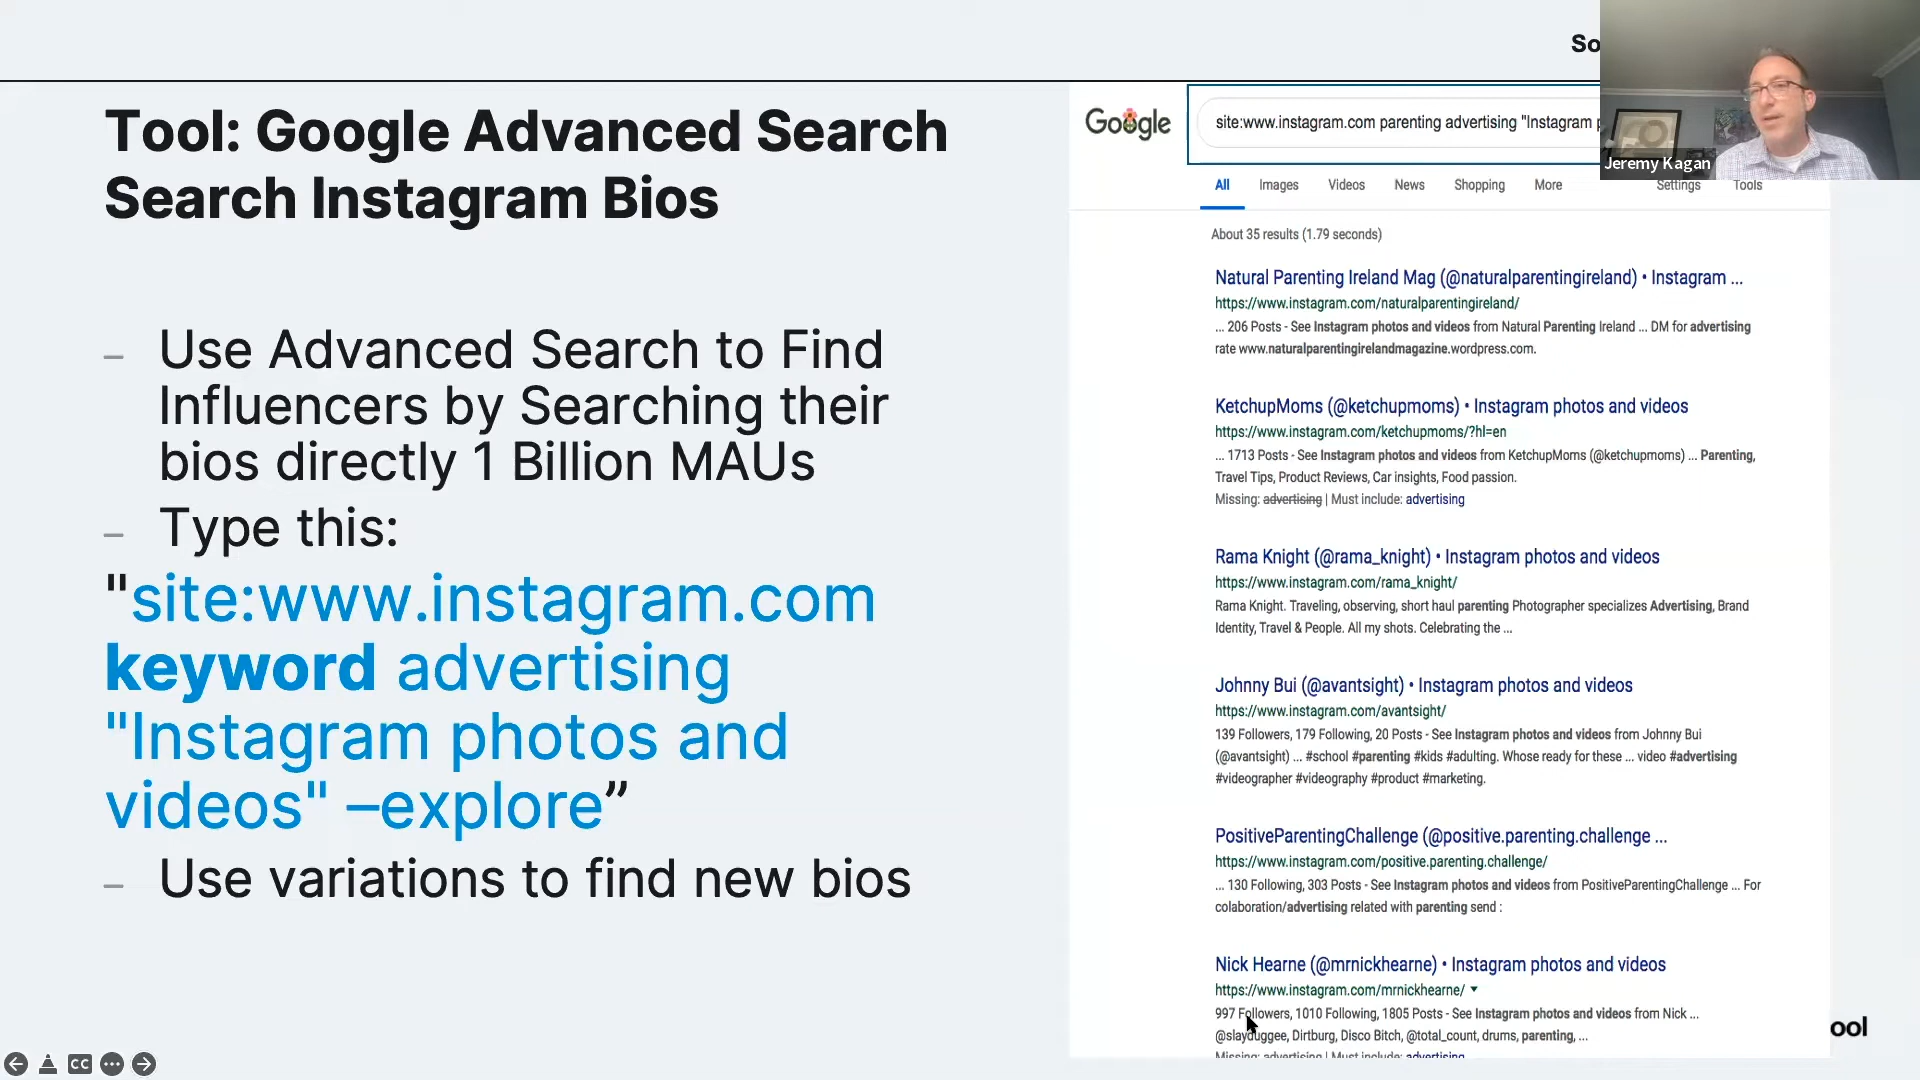 So
Tool: Google Advanced Search
Search Instagram Bios
– Use Advanced Search to Find
Influencers by Searching their
bios directly 1 Billion MAUs
– Type this:
"site:www.instagram.com
keyword advertising
"Instagram photos and
videos" –explore”
– Use variations to find new bios
Google
site:www.instagram.com parenting advertising "Instagram p
Jeremy Kagan
All Images Videos News Shopping More Settings Tools
About 35 results (1.79 seconds)
Natural Parenting Ireland Mag (@naturalparentingireland) • Instagram ...
https://www.instagram.com/naturalparentingireland/
... 206 Posts - See Instagram photos and videos from Natural Parenting Ireland ... DM for advertising
rate www.naturalparentingirelandmagazine.wordpress.com.
KetchupMoms (@ketchupmoms) • Instagram photos and videos
https://www.instagram.com/ketchupmoms/?hl=en
... 1713 Posts - See Instagram photos and videos from KetchupMoms (@ketchupmoms) ... Parenting,
Travel Tips, Product Reviews, Car insights, Food passion.
Missing: advertising | Must include: advertising
Rama Knight (@rama_knight) • Instagram photos and videos
https://www.instagram.com/rama_knight/
Rama Knight. Traveling, observing, short haul parenting Photographer specializes Advertising, Brand
Identity, Travel & People. All my shots. Celebrating the ...
Johnny Bui (@avantsight) • Instagram photos and videos
https://www.instagram.com/avantsight/
139 Followers, 179 Following, 20 Posts - See Instagram photos and videos from Johnny Bui
(@avantsight) ... #school #parenting #kids #adulting. Whose ready for these ... video #advertising
#videographer #videography #product #marketing.
PositiveParentingChallenge (@positive.parenting.challenge ...
https://www.instagram.com/positive.parenting.challenge/
... 130 Following, 303 Posts - See Instagram photos and videos from PositiveParentingChallenge ... For
colaboration/advertising related with parenting send :
Nick Hearne (@mrnickhearne) • Instagram photos and videos
https://www.instagram.com/mrnickhearne/
997 Followers, 1010 Following, 1805 Posts - See Instagram photos and videos from Nick ...
@slayduggee, Dirtburg, Disco Bitch, @total_count, drums, parenting, ...
Missing: advertising | Must include: advertising
ool
CC